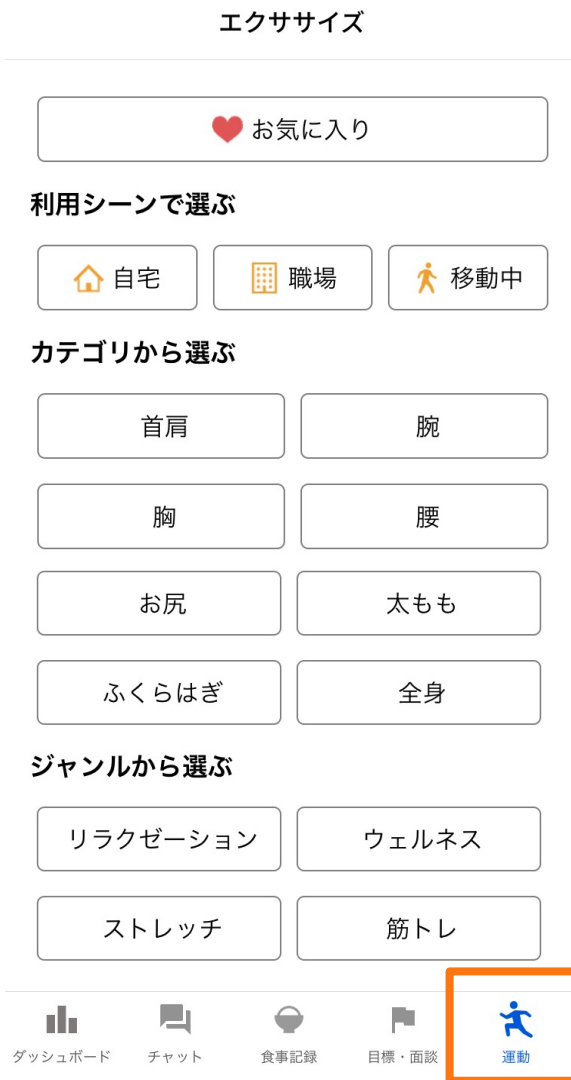 エクササイズ
お気に入り
利用シーンで選ぶ
自宅 職場 移動中
カテゴリから選ぶ
首肩 腕
胸 腰
お尻 太もも
ふくらはぎ 全身
ジャンルから選ぶ
リラクゼーション ウェルネス
ストレッチ 筋トレ
ダッシュボード チャット 食事記録 目標・面談 運動